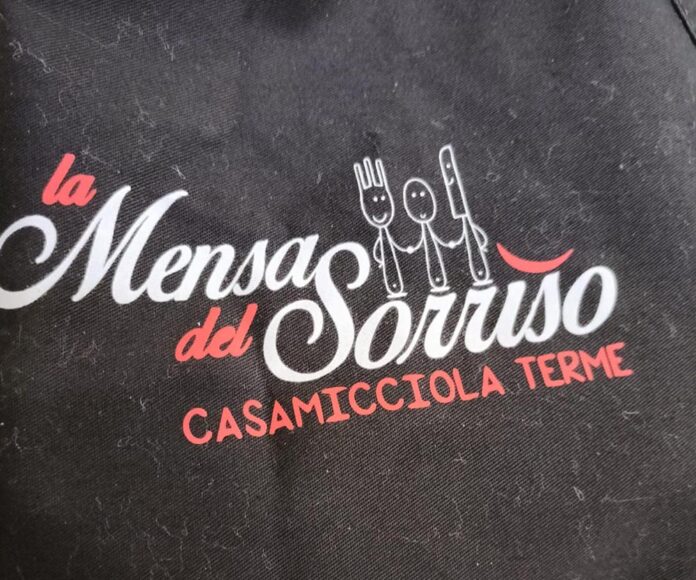 la
Mensa
del Sorriso
CASAMICCIOLA TERME